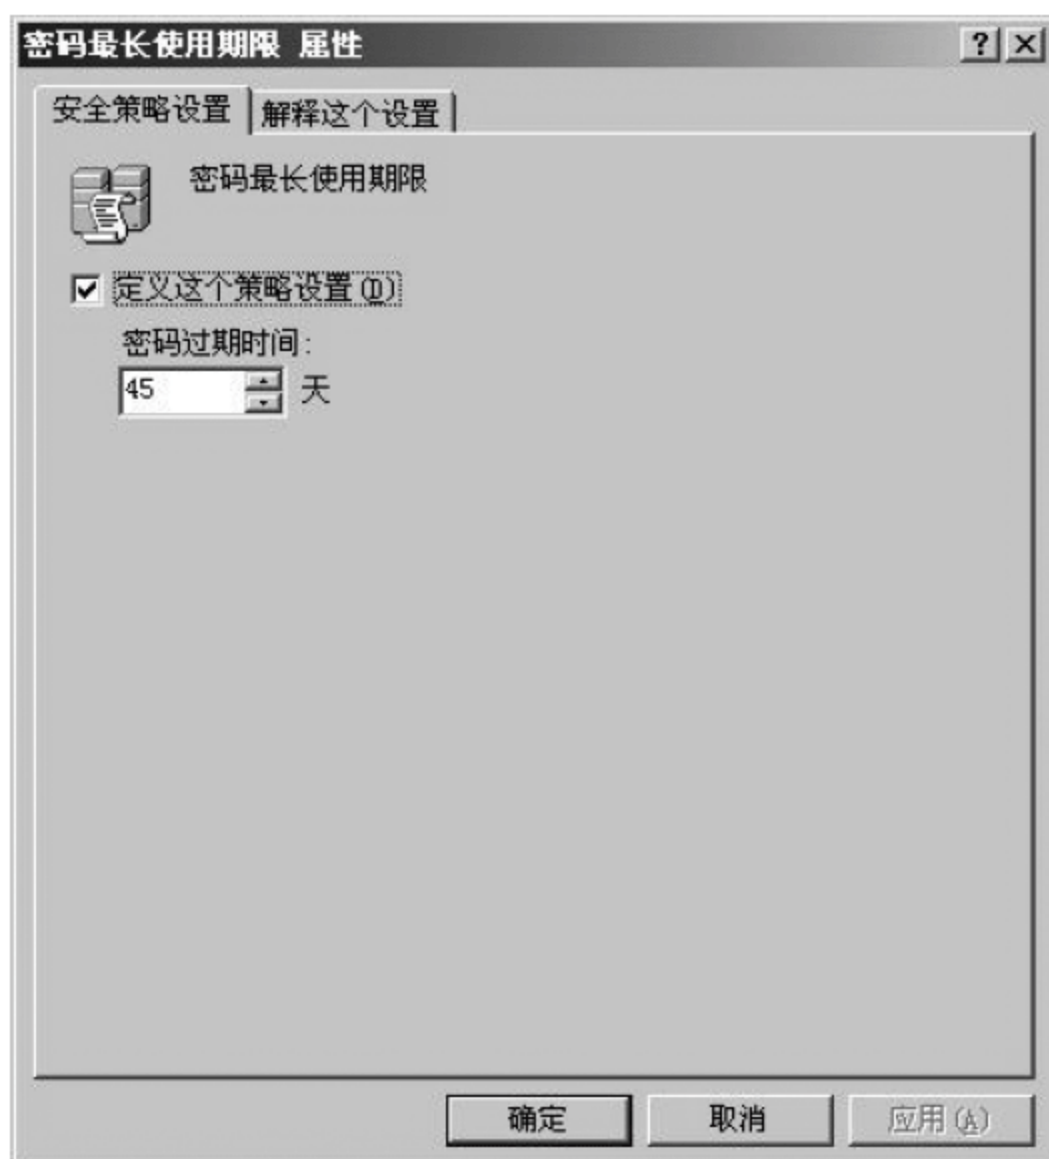 密码最长使用期限 属性
安全策略设置 解释这个设置
密码最长使用期限
定义这个策略设置(D)
密码过期时间:
45 天
确定 取消 应用(A)